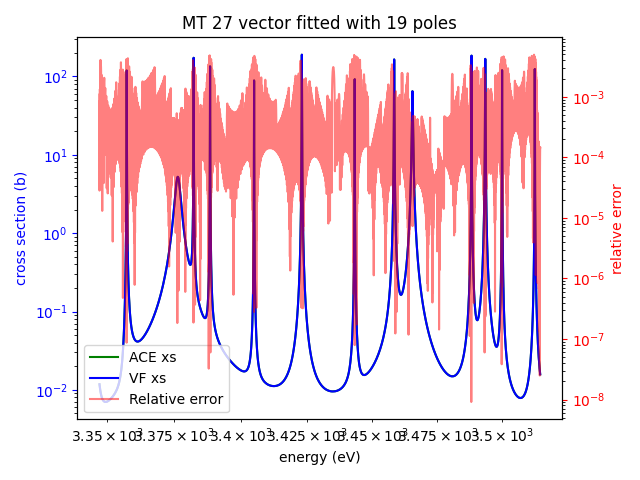 MT 27 vector fitted with 19 poles
10²
10¹
10⁰
10⁻¹
10⁻²
cross section (b)
10⁻³
10⁻⁴
10⁻⁵
10⁻⁶
10⁻⁷
10⁻⁸
relative error
ACE xs
VF xs
Relative error
3.35 × 10³ 3.375 × 10³ 3.4 × 10³ 3.425 × 10³ 3.45 × 10³ 3.475 × 10³ 3.5 × 10³
energy (eV)